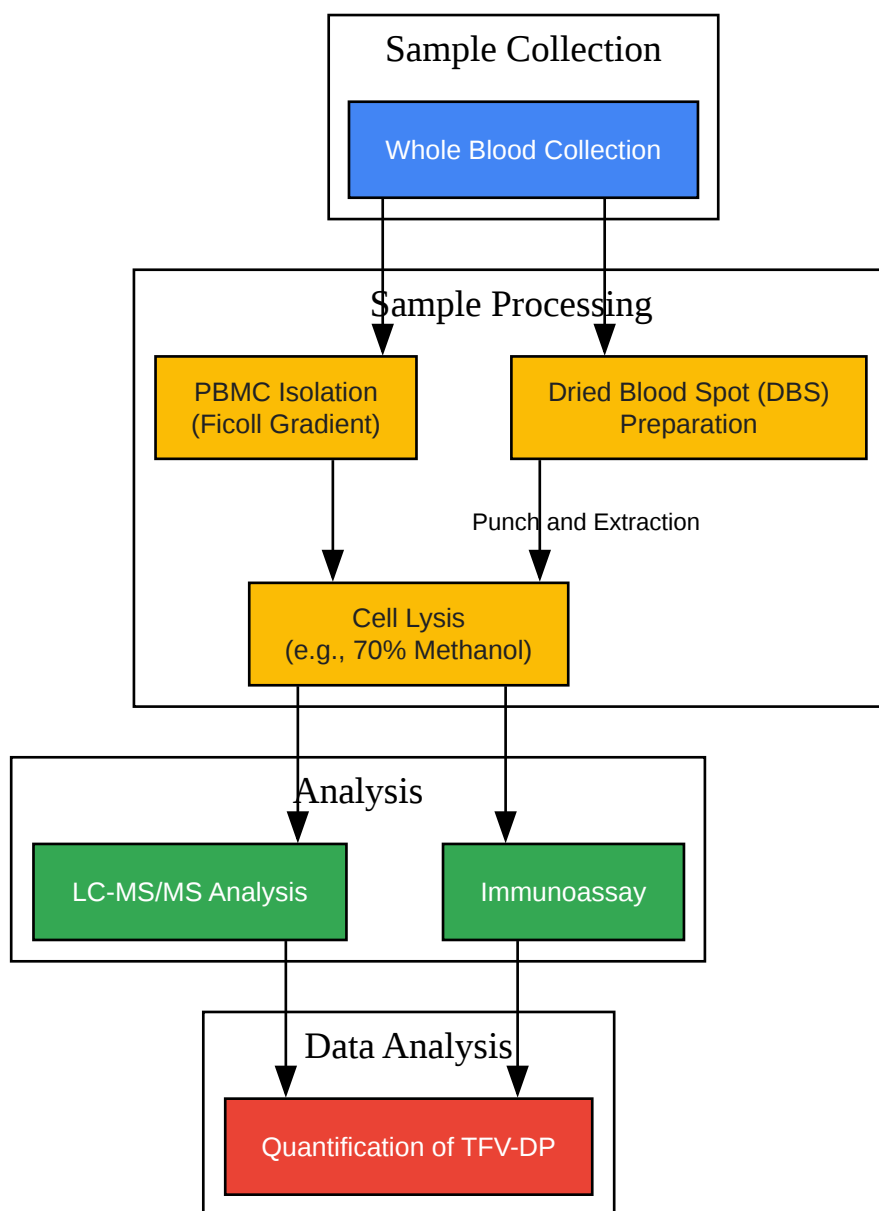 Sample Collection
Whole Blood Collection
Sample Processing
PBMC Isolation
(Ficoll Gradient)
Dried Blood Spot (DBS)
Preparation
Punch and Extraction
Cell Lysis
(e.g., 70% Methanol)
Analysis
LC-MS/MS Analysis
Immunoassay
Data Analysis
Quantification of TFV-DP